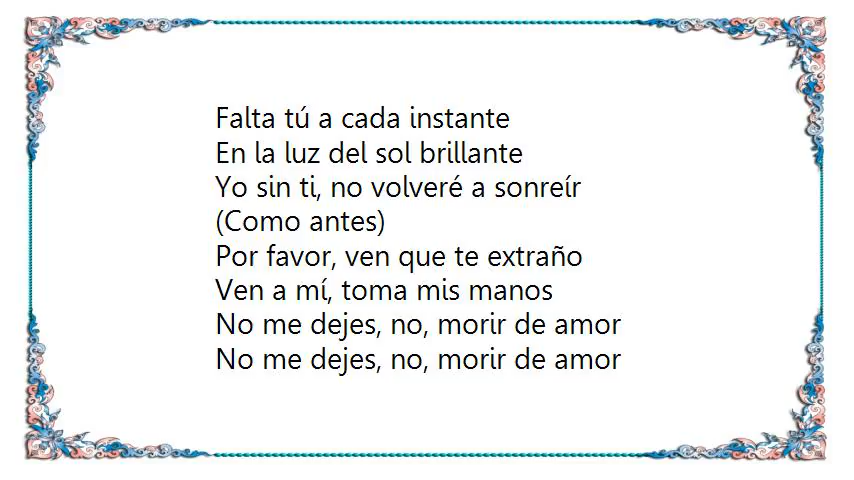 Falta tú a cada instante
En la luz del sol brillante
Yo sin ti, no volveré a sonreír
(Como antes)
Por favor, ven que te extraño
Ven a mí, toma mis manos
No me dejes, no, morir de amor
No me dejes, no, morir de amor